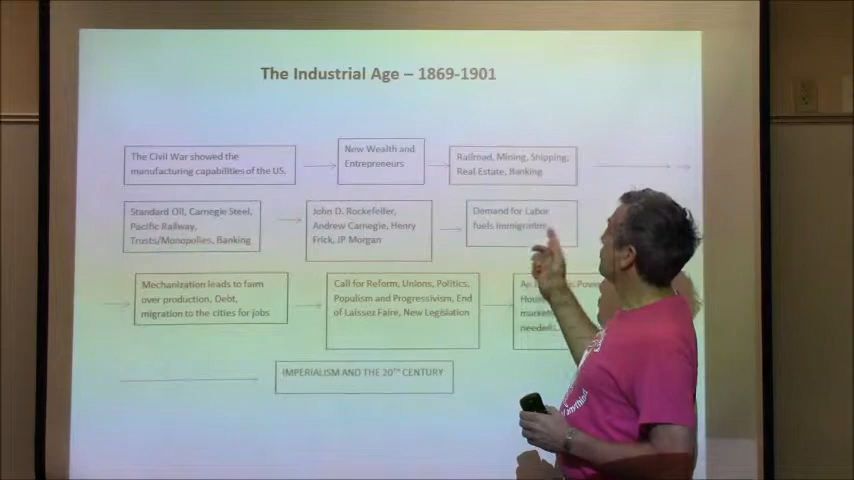 The Industrial Age – 1869-1901
The Civil War showed the
manufacturing capabilities of the US.
New Wealth and
Entrepreneurs
Railroad, Mining, Shipping,
Real Estate, Banking
Standard Oil, Carnegie Steel,
Pacific Railway,
Trusts/Monopolies, Banking
John D. Rockefeller,
Andrew Carnegie, Henry
Frick, JP Morgan
Demand for Labor
fuels
Mechanization leads to farm
over production, Debt,
migration to the cities for jobs
Call for Reform, Unions, Politics,
Populism and Progressivism, End
of Laissez Faire, New Legislation
needed
IMPERIALISM AND THE 20TH CENTURY